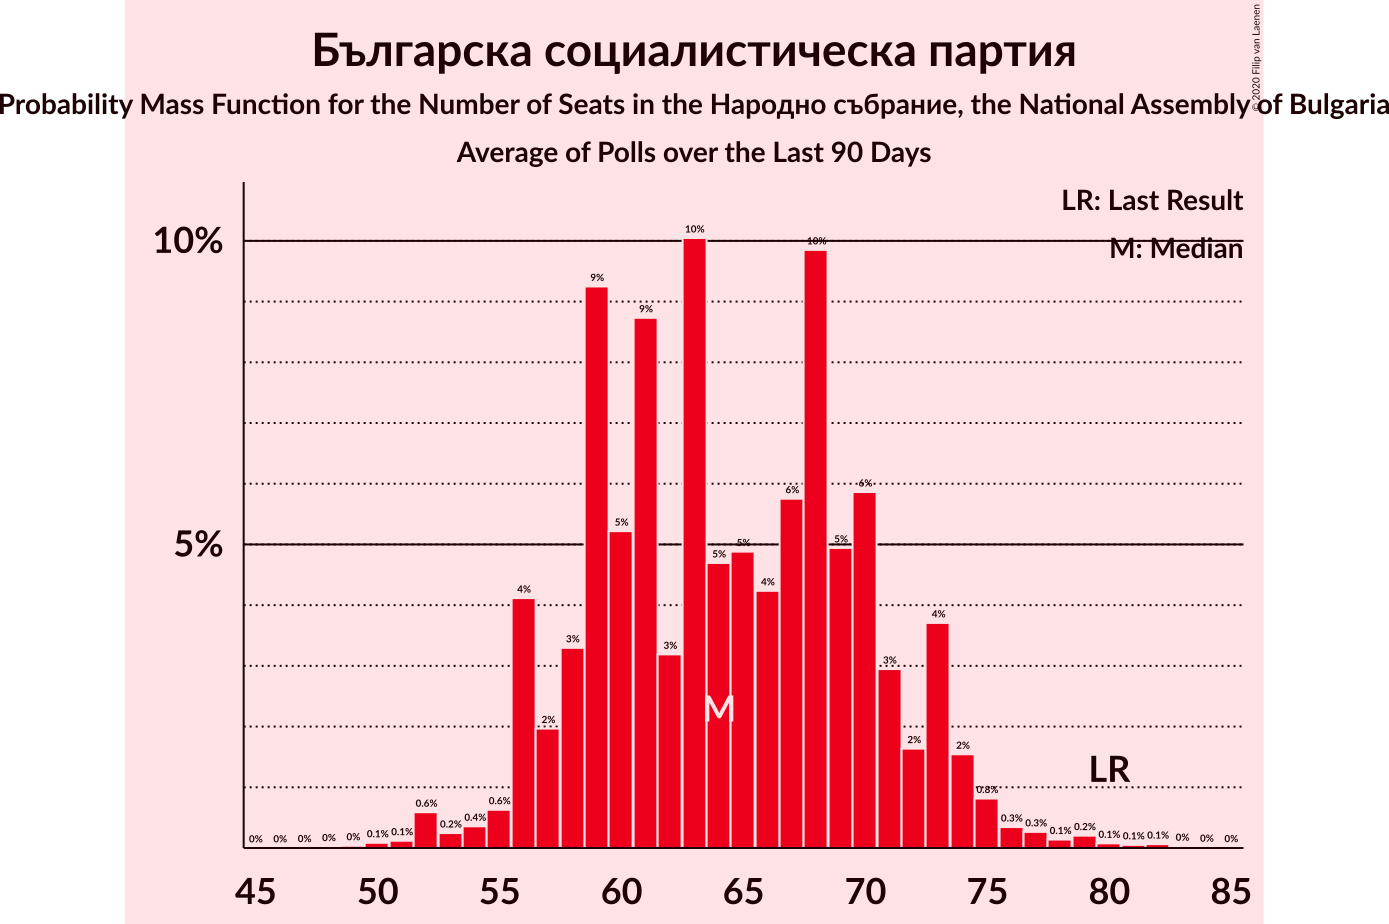 © 2020 Filip van Laenen
Българска социалистическа партия
Probability Mass Function for the Number of Seats in the Народно събрание, the National Assembly of Bulgaria
Average of Polls over the Last 90 Days
LR: Last Result
M: Median
10%
5%
0% 0% 0% 0% 0% 0.1% 0.1% 0.6% 0.2% 0.4% 0.6% 4% 2% 3% 9% 5% 9% 3% 10% 5% 5% 4% 6% 10% 5% 6% 3% 2% 4% 2% 0.8% 0.3% 0.3% 0.1% 0.2% 0.1% 0.1% 0.1% 0% 0% 0%
M
LR
45 50 55 60 65 70 75 80 85